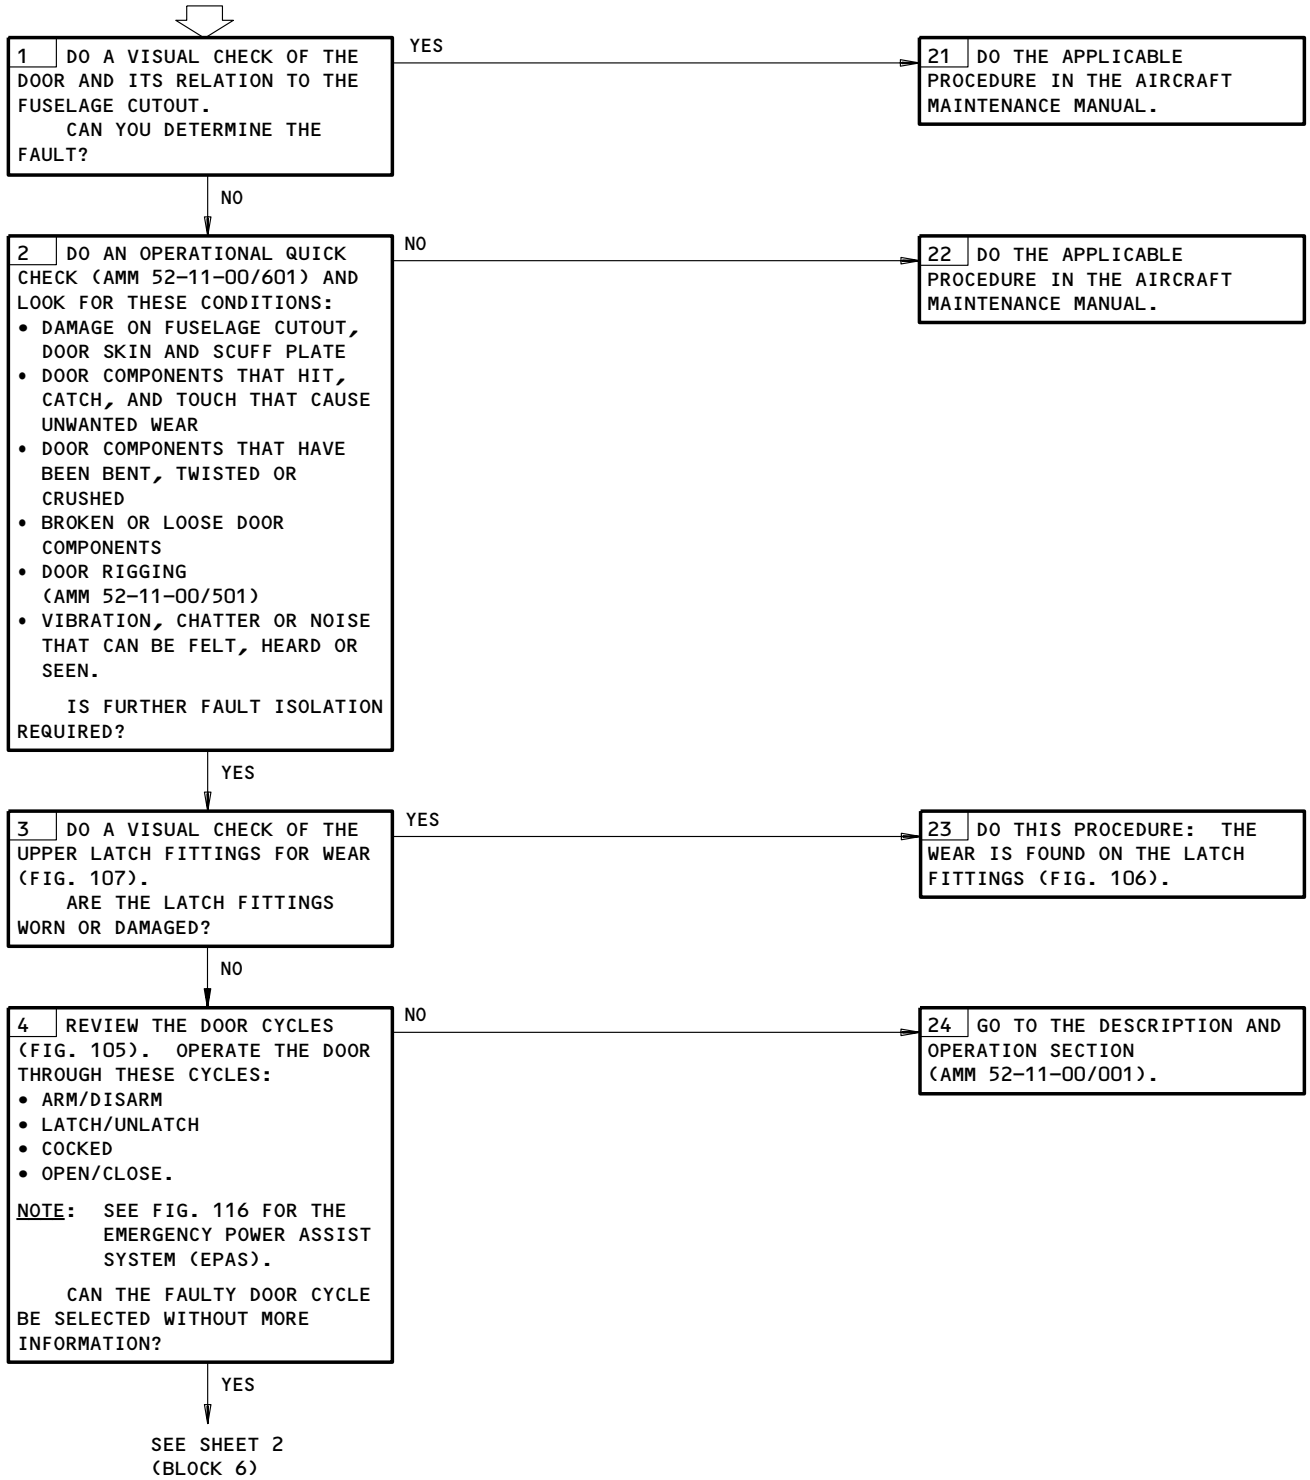 1 DO A VISUAL CHECK OF THE
DOOR AND ITS RELATION TO THE
FUSELAGE CUTOUT.
CAN YOU DETERMINE THE
FAULT?
YES
21 DO THE APPLICABLE
PROCEDURE IN THE AIRCRAFT
MAINTENANCE MANUAL.
NO
2 DO AN OPERATIONAL QUICK
CHECK (AMM 52-11-00/601) AND
LOOK FOR THESE CONDITIONS:
• DAMAGE ON FUSELAGE CUTOUT,
DOOR SKIN AND SCUFF PLATE
• DOOR COMPONENTS THAT HIT,
CATCH, AND TOUCH THAT CAUSE
UNWANTED WEAR
• DOOR COMPONENTS THAT HAVE
BEEN BENT, TWISTED OR
CRUSHED
• BROKEN OR LOOSE DOOR
COMPONENTS
• DOOR RIGGING
(AMM 52-11-00/501)
• VIBRATION, CHATTER OR NOISE
THAT CAN BE FELT, HEARD OR
SEEN.
IS FURTHER FAULT ISOLATION
REQUIRED?
NO
22 DO THE APPLICABLE
PROCEDURE IN THE AIRCRAFT
MAINTENANCE MANUAL.
YES
3 DO A VISUAL CHECK OF THE
UPPER LATCH FITTINGS FOR WEAR
(FIG. 107).
ARE THE LATCH FITTINGS
WORN OR DAMAGED?
YES
23 DO THIS PROCEDURE: THE
WEAR IS FOUND ON THE LATCH
FITTINGS (FIG. 106).
NO
4 REVIEW THE DOOR CYCLES
(FIG. 105). OPERATE THE DOOR
THROUGH THESE CYCLES:
• ARM/DISARM
• LATCH/UNLATCH
• COCKED
• OPEN/CLOSE.
NOTE: SEE FIG. 116 FOR THE
EMERGENCY POWER ASSIST
SYSTEM (EPAS).
CAN THE FAULTY DOOR CYCLE
BE SELECTED WITHOUT MORE
INFORMATION?
NO
24 GO TO THE DESCRIPTION AND
OPERATION SECTION
(AMM 52-11-00/001).
YES
SEE SHEET 2
(BLOCK 6)